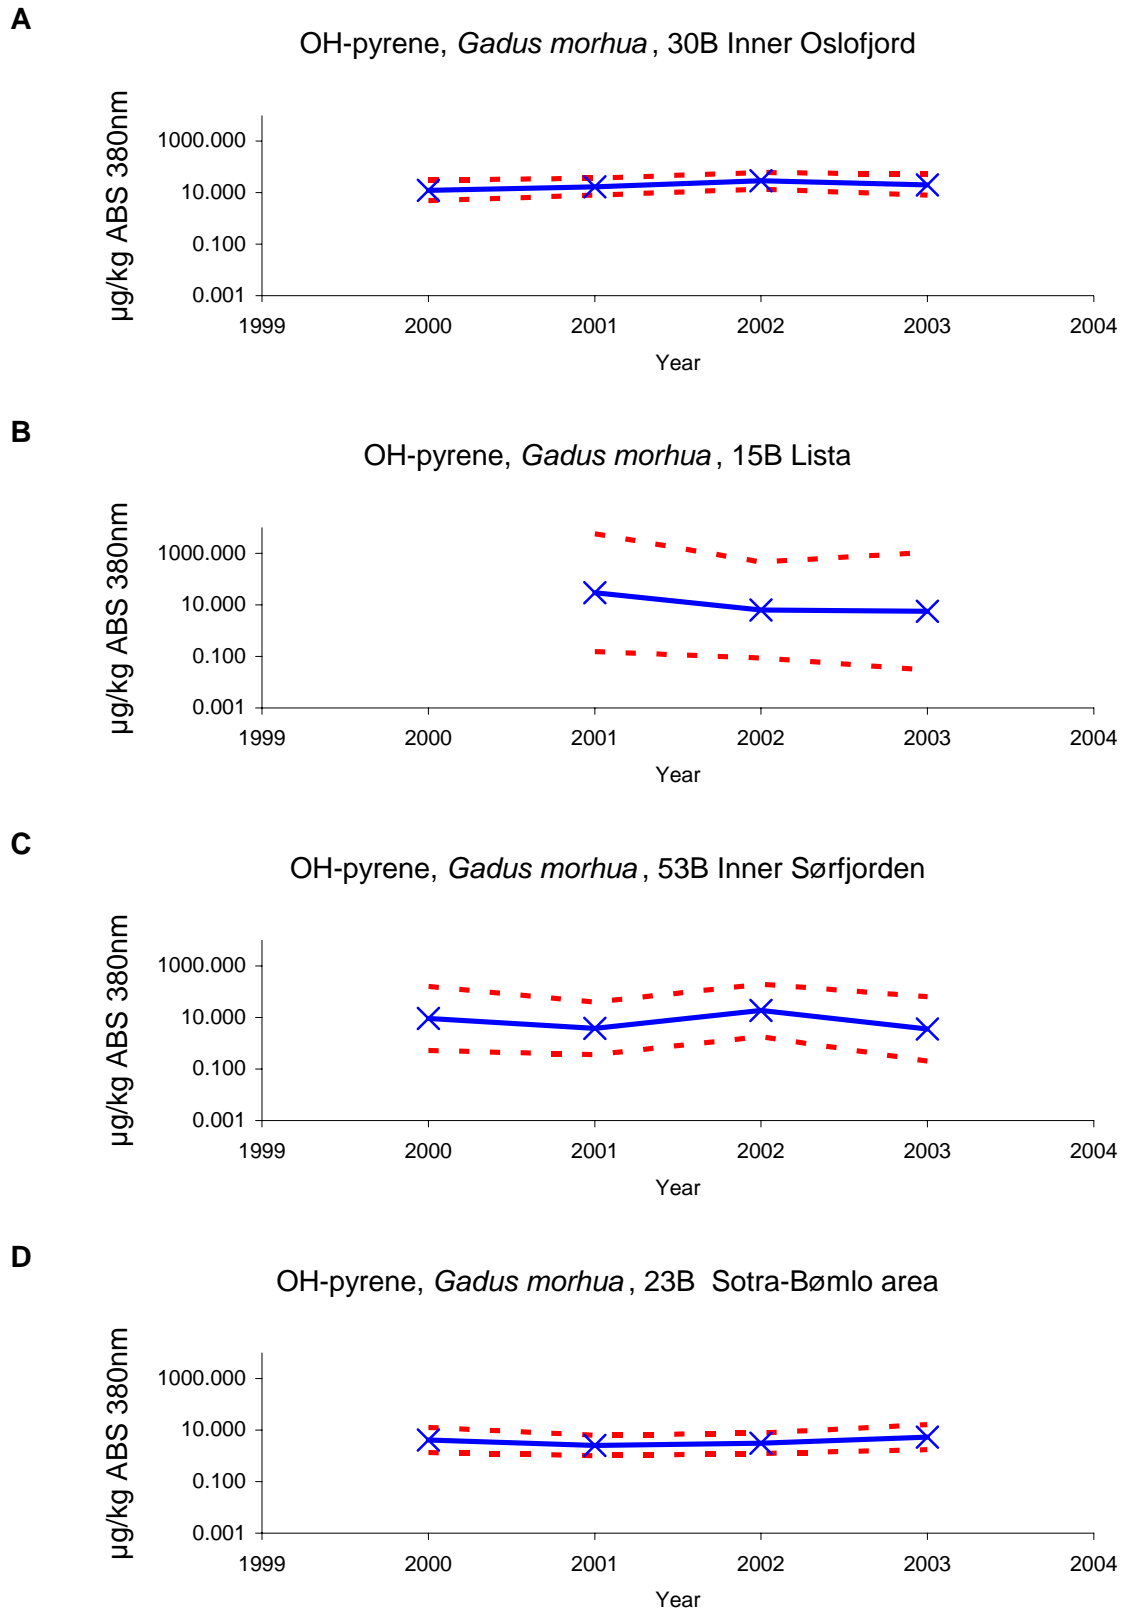 A
OH-pyrene, Gadus morhua, 30B Inner Oslofjord
µg/kg ABS 380nm
1000.000
10.000
0.100
0.001
1999 2000 2001 2002 2003 2004
Year
B
OH-pyrene, Gadus morhua, 15B Lista
µg/kg ABS 380nm
1000.000
10.000
0.100
0.001
1999 2000 2001 2002 2003 2004
Year
C
OH-pyrene, Gadus morhua, 53B Inner Sørfjorden
µg/kg ABS 380nm
1000.000
10.000
0.100
0.001
1999 2000 2001 2002 2003 2004
Year
D
OH-pyrene, Gadus morhua, 23B Sotra-Bømlo area
µg/kg ABS 380nm
1000.000
10.000
0.100
0.001
1999 2000 2001 2002 2003 2004
Year